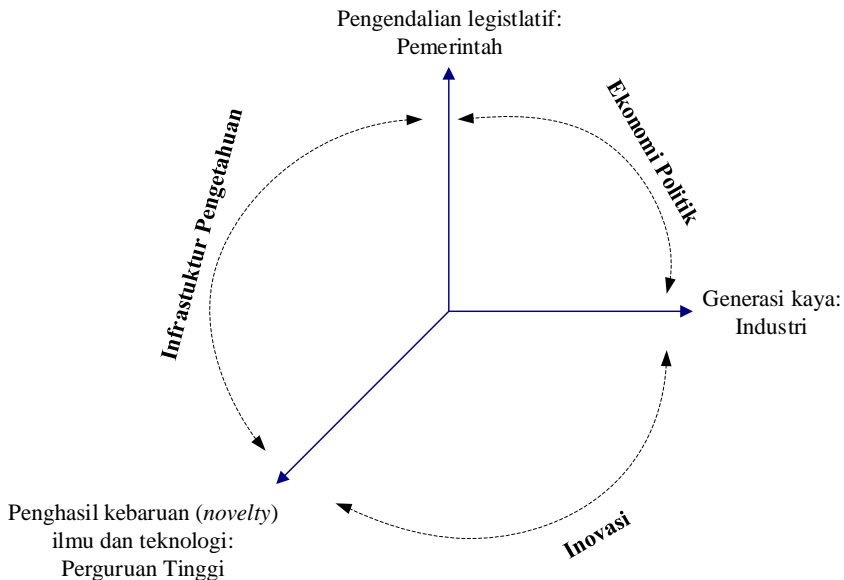 Pengendalian legistlatif:
Pemerintah
Ekonomi Politik
Infrastuktur Pengetahuan
Generasi kaya:
Industri
Penghasil kebaruan (novelty)
ilmu dan teknologi:
Perguruan Tinggi
Inovasi